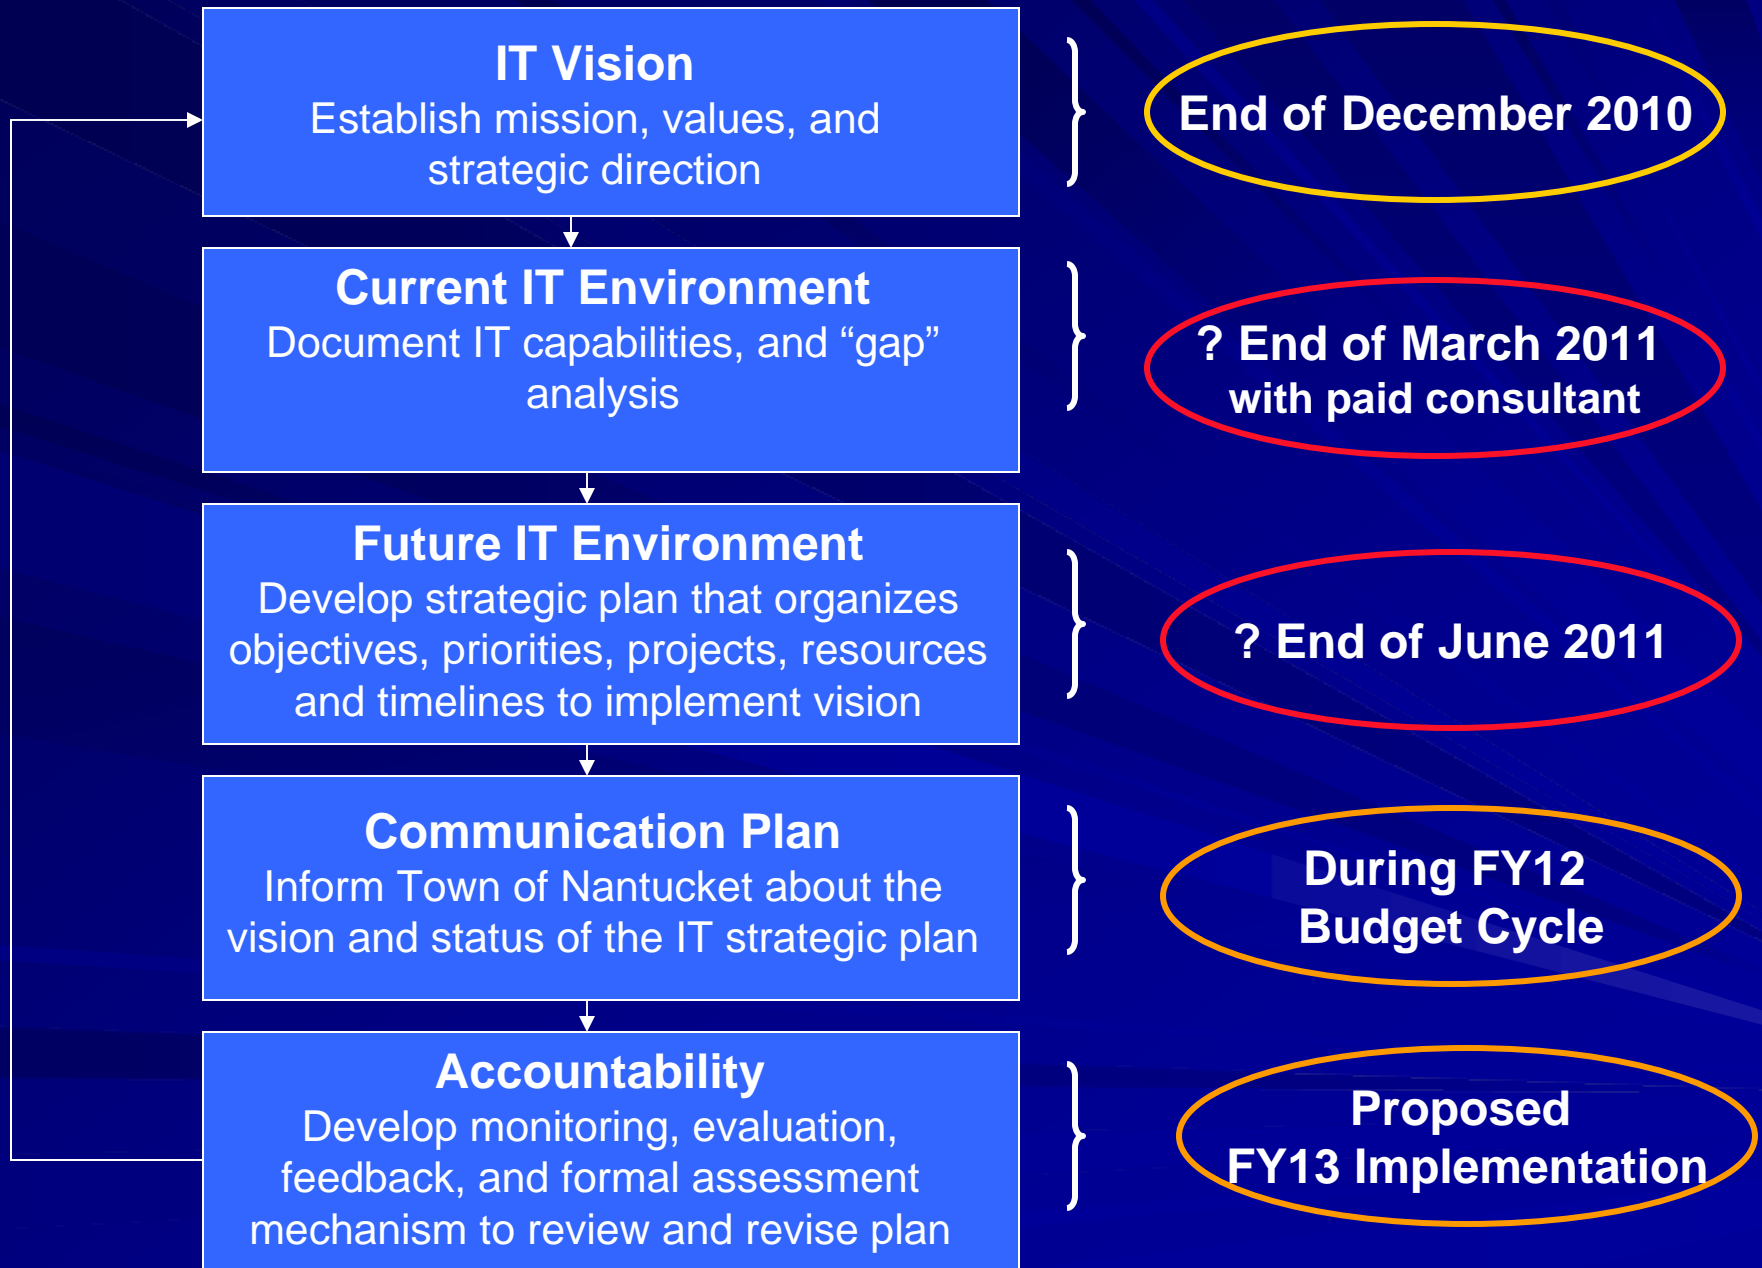 IT Vision
Establish mission, values, and
strategic direction
End of December 2010
Current IT Environment
Document IT capabilities, and “gap”
analysis
? End of March 2011
with paid consultant
Future IT Environment
Develop strategic plan that organizes
objectives, priorities, projects, resources
and timelines to implement vision
? End of June 2011
Communication Plan
Inform Town of Nantucket about the
vision and status of the IT strategic plan
During FY12
Budget Cycle
Accountability
Develop monitoring, evaluation,
feedback, and formal assessment
mechanism to review and revise plan
Proposed
FY13 Implementation